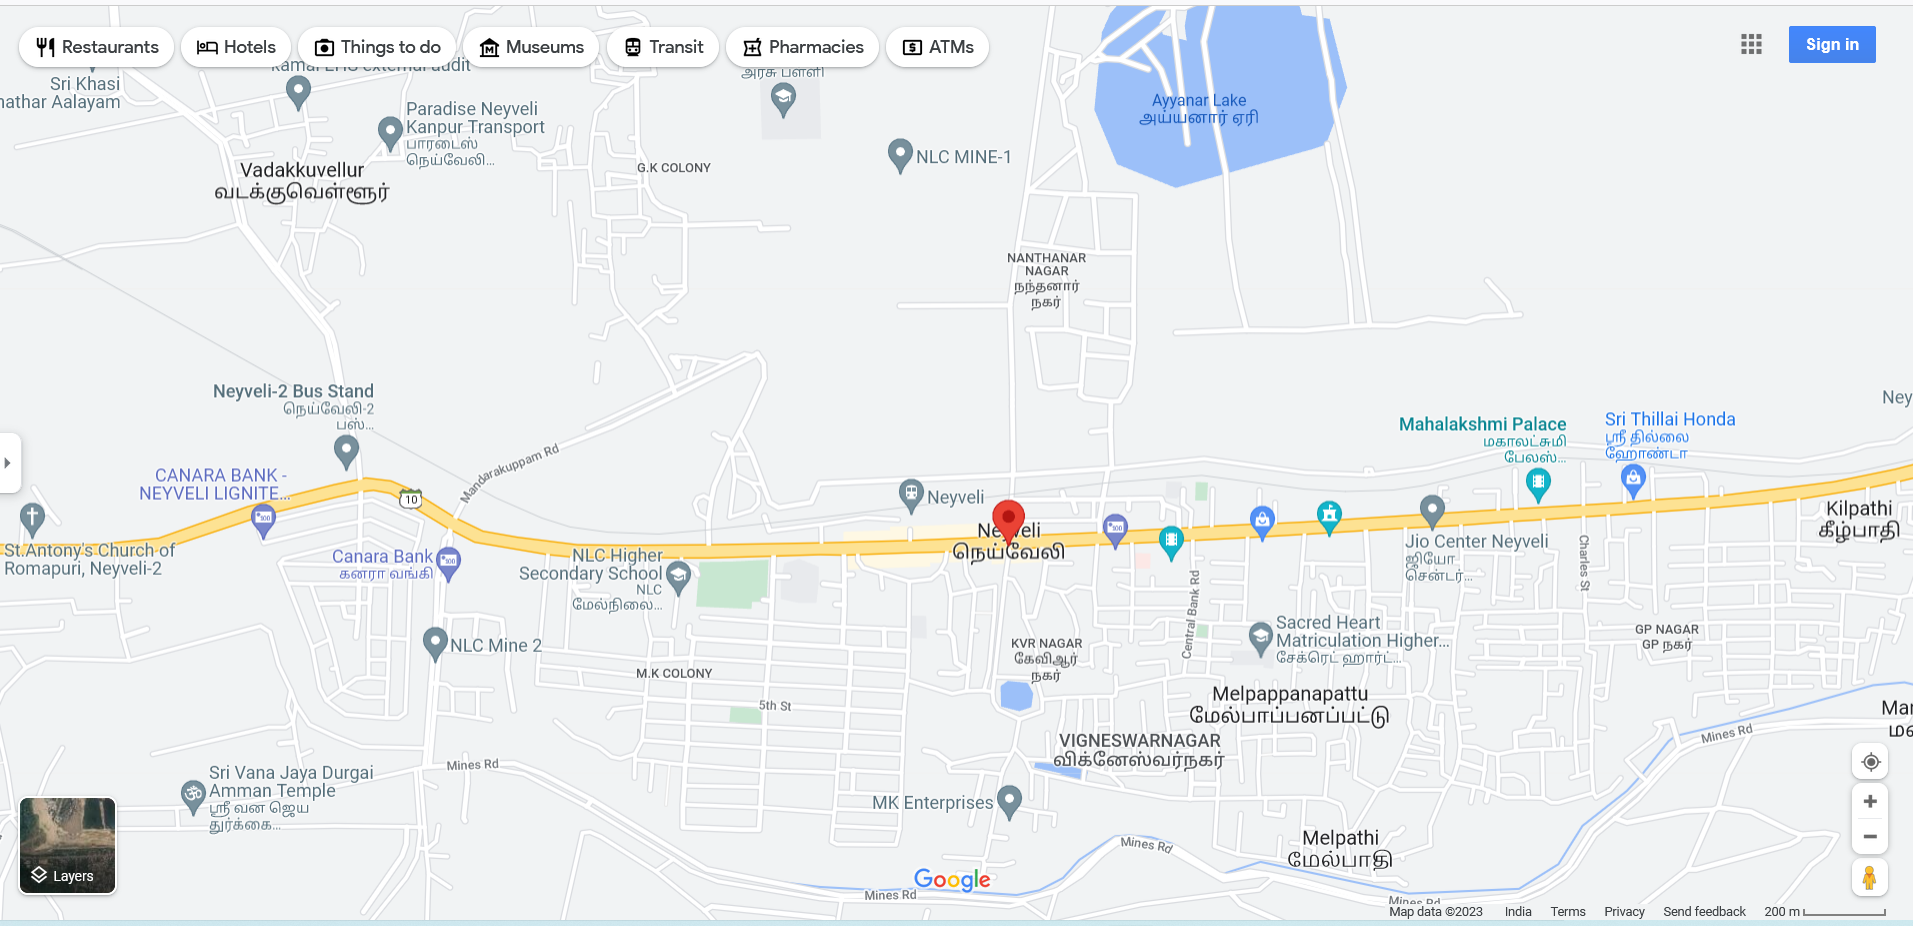 Restaurants
Hotels
Things to do
Museums
Transit
Pharmacies
ATMs
Sign in
Kamal EHS external audit
அரசு பள்ளி
Sri Khasi
nathar Aalayam
Paradise Neyveli
Kanpur Transport
பாரடைஸ்
நெய்வேலி...
Ayyanar Lake
அய்யனார் ஏரி
NLC MINE-1
G.K COLONY
Vadakkuvellur
வடக்குவெள்ளூர்
NANTHANAR
NAGAR
நந்தனார்
நகர்
Neyveli-2 Bus Stand
நெய்வேலி-2
பஸ்...
Ney
Mahalakshmi Palace
மகாலட்சுமி
பேலஸ்...
Sri Thillai Honda
ஸ்ரீ தில்லை
ஹோண்டா
Mandarakuppam Rd
CANARA BANK -
NEYVELI LIGNITE...
10
Neyveli
Neyveli
நெய்வேலி
Kilpathi
கீழ்பாதி
St.Antony's Church of
Romapuri, Neyveli-2
Canara Bank
கனரா வங்கி
NLC Higher
Secondary School
NLC
மேல்நிலை...
Jio Center Neyveli
ஜியோ
சென்டர்...
Charles St
Central Bank Rd
NLC Mine 2
KVR NAGAR
கேவிஆர்
நகர்
Sacred Heart
Matriculation Higher...
சேக்ரெட் ஹார்ட்...
GP NAGAR
GP நகர்
M.K COLONY
5th St
Melpappanapattu
மேல்பாப்பனப்பட்டு
VIGNESWARNAGAR
விக்னேஸ்வர்நகர்
Mines Rd
Mines Rd
Sri Vana Jaya Durgai
Amman Temple
ஸ்ரீ வன ஜெய
துர்க்கை...
MK Enterprises
Melpathi
மேல்பாதி
Mines Rd
Layers
Google
Mines Rd
Mines Rd
Map data ©2023
India
Terms
Privacy
Send feedback
200 m